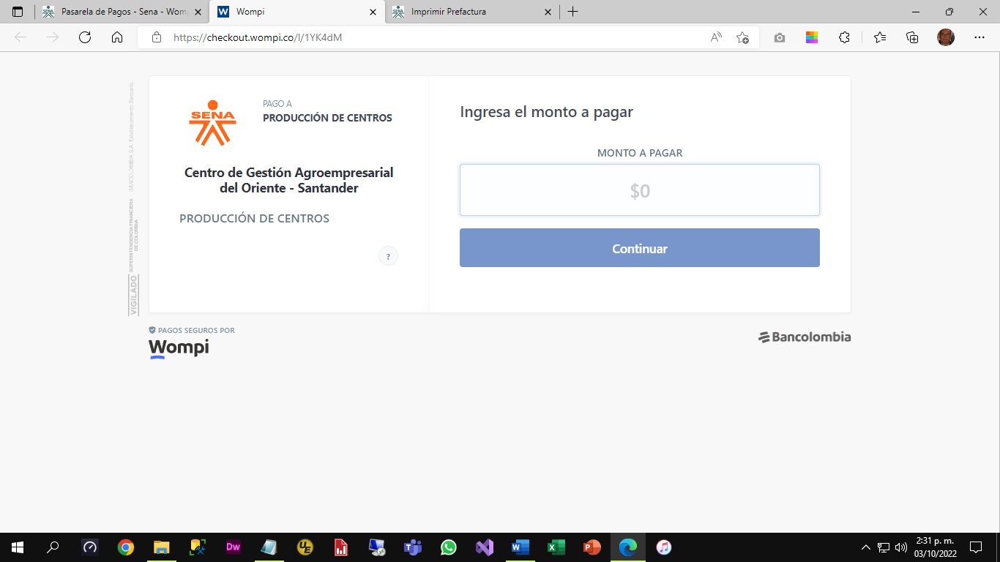 Pasarela de Pagos - Sena - Wom
Wompi
Imprimir Prefactura
https://checkout.wompi.co/l/1YK4dM
VIGILADO
SUPERINTENDENCIA FINANCIERA
DE COLOMBIA
BANCOLOMBIA S.A. Establecimiento Bancario.
SENA
PAGO A
PRODUCCIÓN DE CENTROS
Centro de Gestión Agroempresarial
del Oriente - Santander
PRODUCCIÓN DE CENTROS
?
Ingresa el monto a pagar
MONTO A PAGAR
$0
Continuar
PAGOS SEGUROS POR
Wompi
Bancolombia
2:31 p. m.
03/10/2022